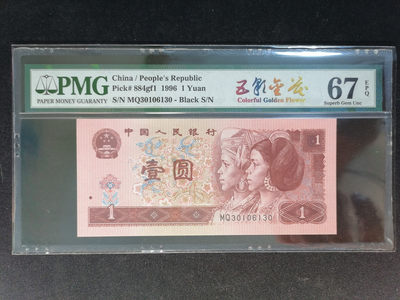 PMG
PAPER MONEY GUARANTY
China / People's Republic
Pick# 884gf1 1996 1 Yuan
S/N MQ30106130 - Black S/N
五彩金花
Colorful Golden Flower
67
EPQ
Superb Gem Unc
中国人民银行
1
壹圆
MQ30106130
1
1